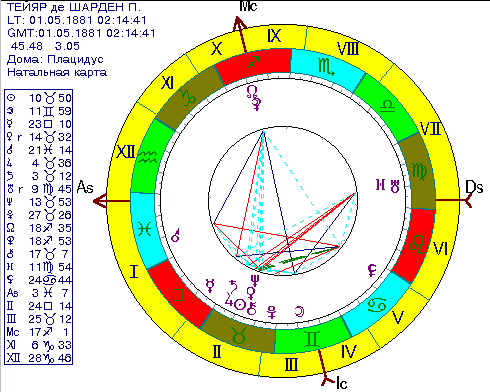 ТЕЙЯР де ШАРДЕН П.
LT: 01.05.1881 02:14:41
GMT:01.05.1881 02:14:41
45.48 3.05
Дома: Плацидус
Натальная карта
☉ 10 ♉ 50
☽ 11 ♊ 59
☿ 23 ♈ 10
♀ r 14 ♉ 32
♂ 21 ♓ 14
♃ 4 ♉ 36
♄ 3 ♉ 12
♅ r 9 ♍ 45
♆ 13 ♉ 53
♇ 27 ♉ 26
☊ 18 ♐ 35
18 ♐ 53
17 ♉ 7
11 ♍ 54
24 ♋ 44
As 3 ♓ 7
II 24 ♈ 14
III 25 ♉ 12
Mc 17 ♐ 1
XI 6 ♑ 33
XII 28 ♑ 46
Mc
IX
X
VIII
XI
VII
XII
As
Ds
I
VI
II
III
IV
V
Ic